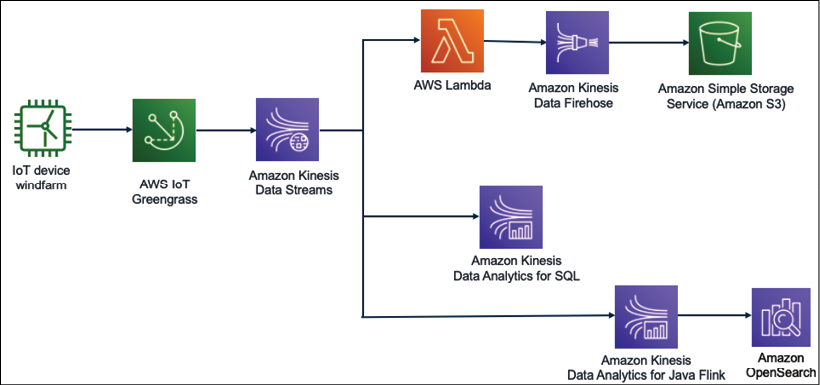 IoT device
windfarm
AWS IoT
Greengrass
Amazon Kinesis
Data Streams
AWS Lambda
Amazon Kinesis
Data Firehose
Amazon Simple Storage
Service (Amazon S3)
Amazon Kinesis
Data Analytics for SQL
Amazon Kinesis
Data Analytics for Java Flink
Amazon
OpenSearch